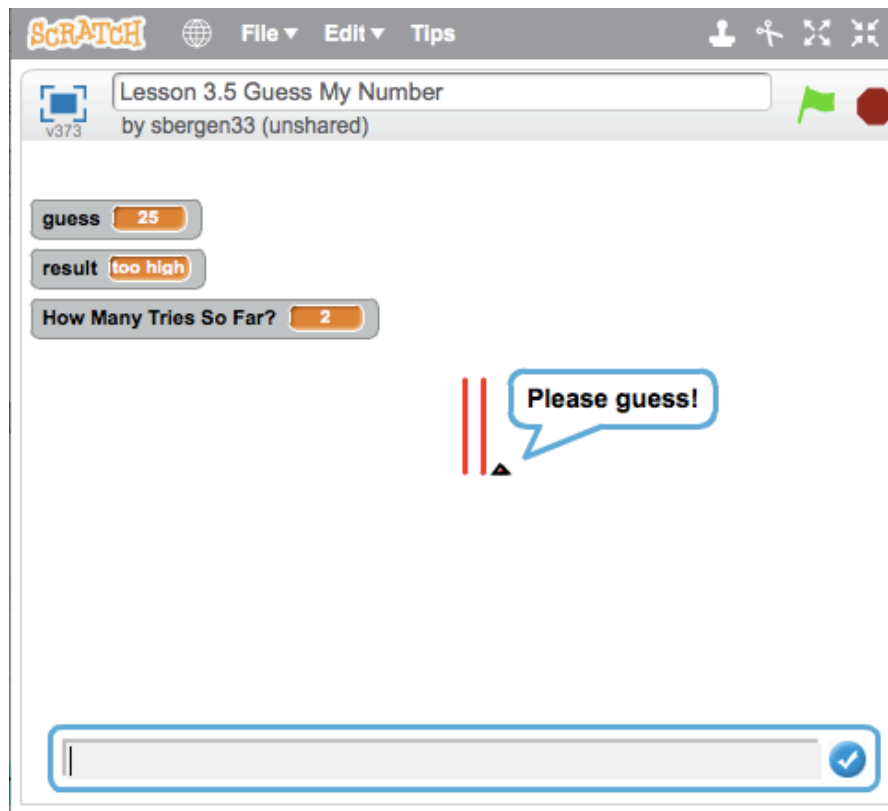 SCRATCH File Edit Tips
Lesson 3.5 Guess My Number
v373 by sbergen33 (unshared)
guess 25
result too high
How Many Tries So Far? 2
Please guess!